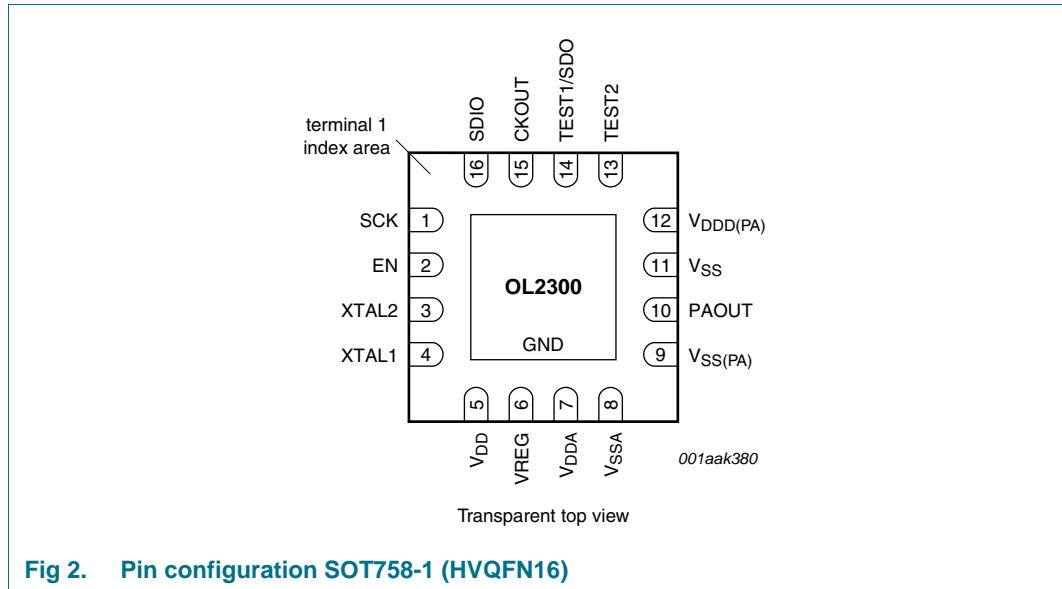 SDIO
CKOUT
TEST1/SDO
TEST2
terminal 1
index area
16
15
14
13
SCK 1
12 VDDD(PA)
EN 2
11 VSS
OL2300
XTAL2 3
10 PAOUT
XTAL1 4
GND
9 VSS(PA)
5
6
7
8
VDD
VREG
VDDA
VSSA
001aak380
Transparent top view
Fig 2. Pin configuration SOT758-1 (HVQFN16)